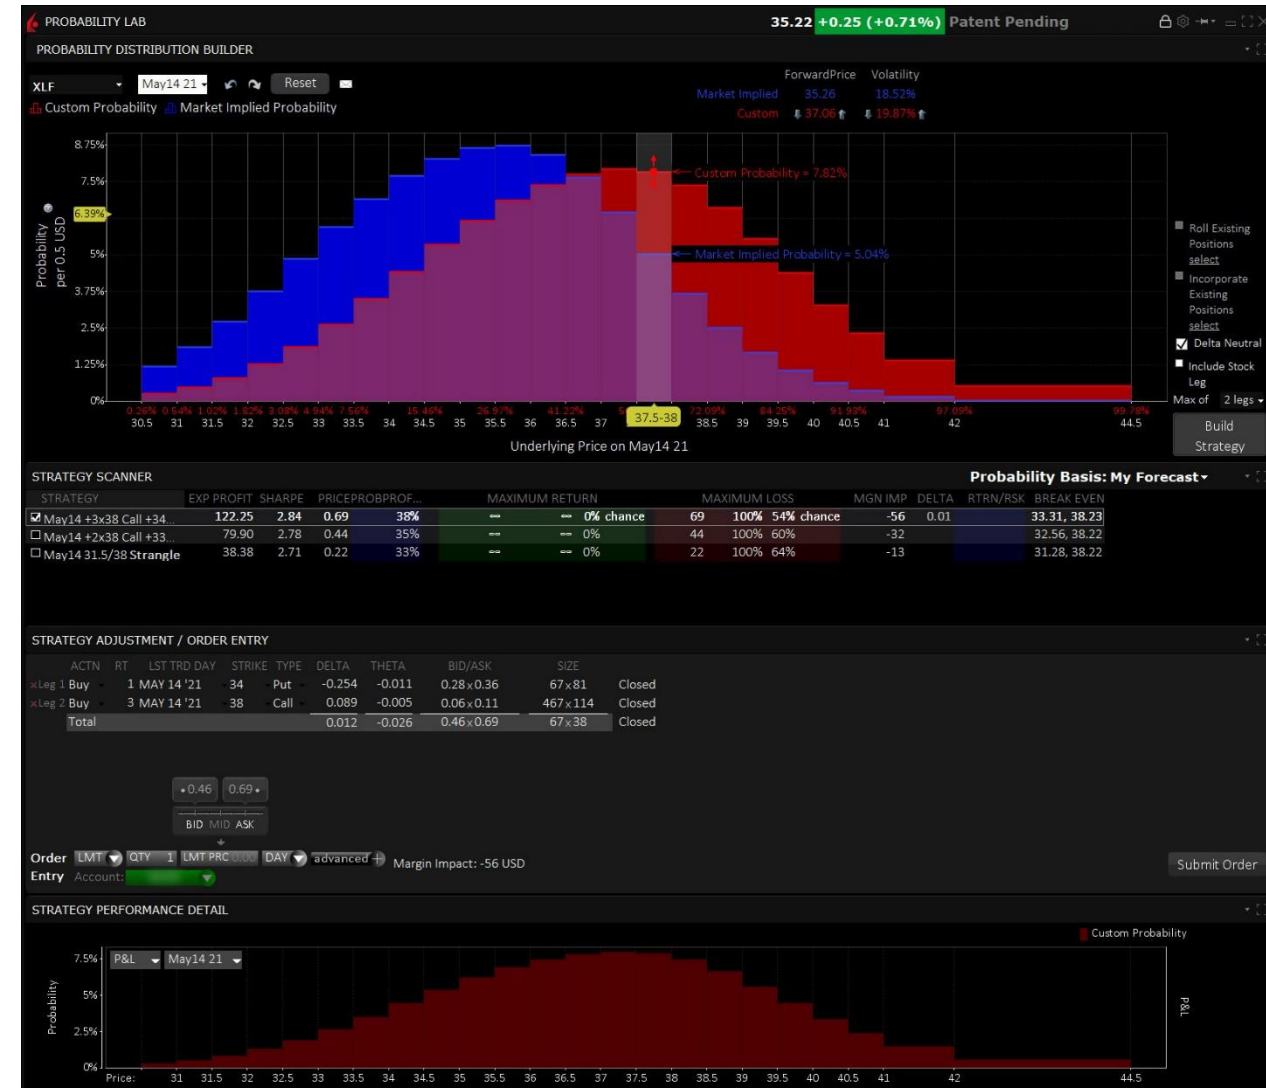 PROBABILITY LAB 35.22 +0.25 (+0.71%) Patent Pending
PROBABILITY DISTRIBUTION BUILDER
XLF May14 21 Reset
ForwardPrice Volatility
Market Implied 35.26 18.52%
Custom 37.06 19.87%
Custom Probability Market Implied Probability
8.75%
7.5%
6.39%
5%
3.75%
2.5%
1.25%
0%
Probability
per 0.5 USD
Custom Probability = 7.82%
Market Implied Probability = 5.04%
0.26% 0.54% 1.02% 1.82% 3.08% 4.94% 7.56% 15.46% 26.97% 41.22% 72.09% 84.25% 91.93% 97.09% 99.78%
30.5 31 31.5 32 32.5 33 33.5 34 34.5 35 35.5 36 36.5 37 37.5-38 38.5 39 39.5 40 40.5 41 42 44.5
Underlying Price on May14 21
Roll Existing
Positions
select
Incorporate
Existing
Positions
select
Delta Neutral
Include Stock
Leg
Max of 2 legs
Build
Strategy
STRATEGY SCANNER Probability Basis: My Forecast
STRATEGY EXP PROFIT SHARPE PRICE PROBPROF... MAXIMUM RETURN MAXIMUM LOSS MGN IMP DELTA RTRN/RSK BREAK EVEN
May14 +3x38 Call +34... 122.25 2.84 0.69 38% 0% chance 69 100% 54% chance -56 0.01 33.31, 38.23
May14 +2x38 Call +33... 79.90 2.78 0.44 35% 0% 44 100% 60% -32 32.56, 38.22
May14 31.5/38 Strangle 38.38 2.71 0.22 33% 0% 22 100% 64% -13 31.28, 38.22
STRATEGY ADJUSTMENT / ORDER ENTRY
ACTN RT LST TRD DAY STRIKE TYPE DELTA THETA BID/ASK SIZE
×Leg 1 Buy 1 MAY 14 '21 34 Put -0.254 -0.011 0.28 x 0.36 67 x 81 Closed
×Leg 2 Buy 3 MAY 14 '21 38 Call 0.089 -0.005 0.06 x 0.11 467 x 114 Closed
Total 0.012 -0.026 0.46 x 0.69 67 x 38 Closed
0.46 0.69
BID MID ASK
Order LMT QTY 1 LMT PRC 0.00 DAY advanced + Margin Impact: -56 USD
Entry Account:
Submit Order
STRATEGY PERFORMANCE DETAIL
Custom Probability
P&L May14 21
7.5%
5%
2.5%
0%
Probability
P&L
Price: 31 31.5 32 32.5 33 33.5 34 34.5 35 35.5 36 36.5 37 37.5 38 38.5 39 39.5 40 40.5 41 42 44.5